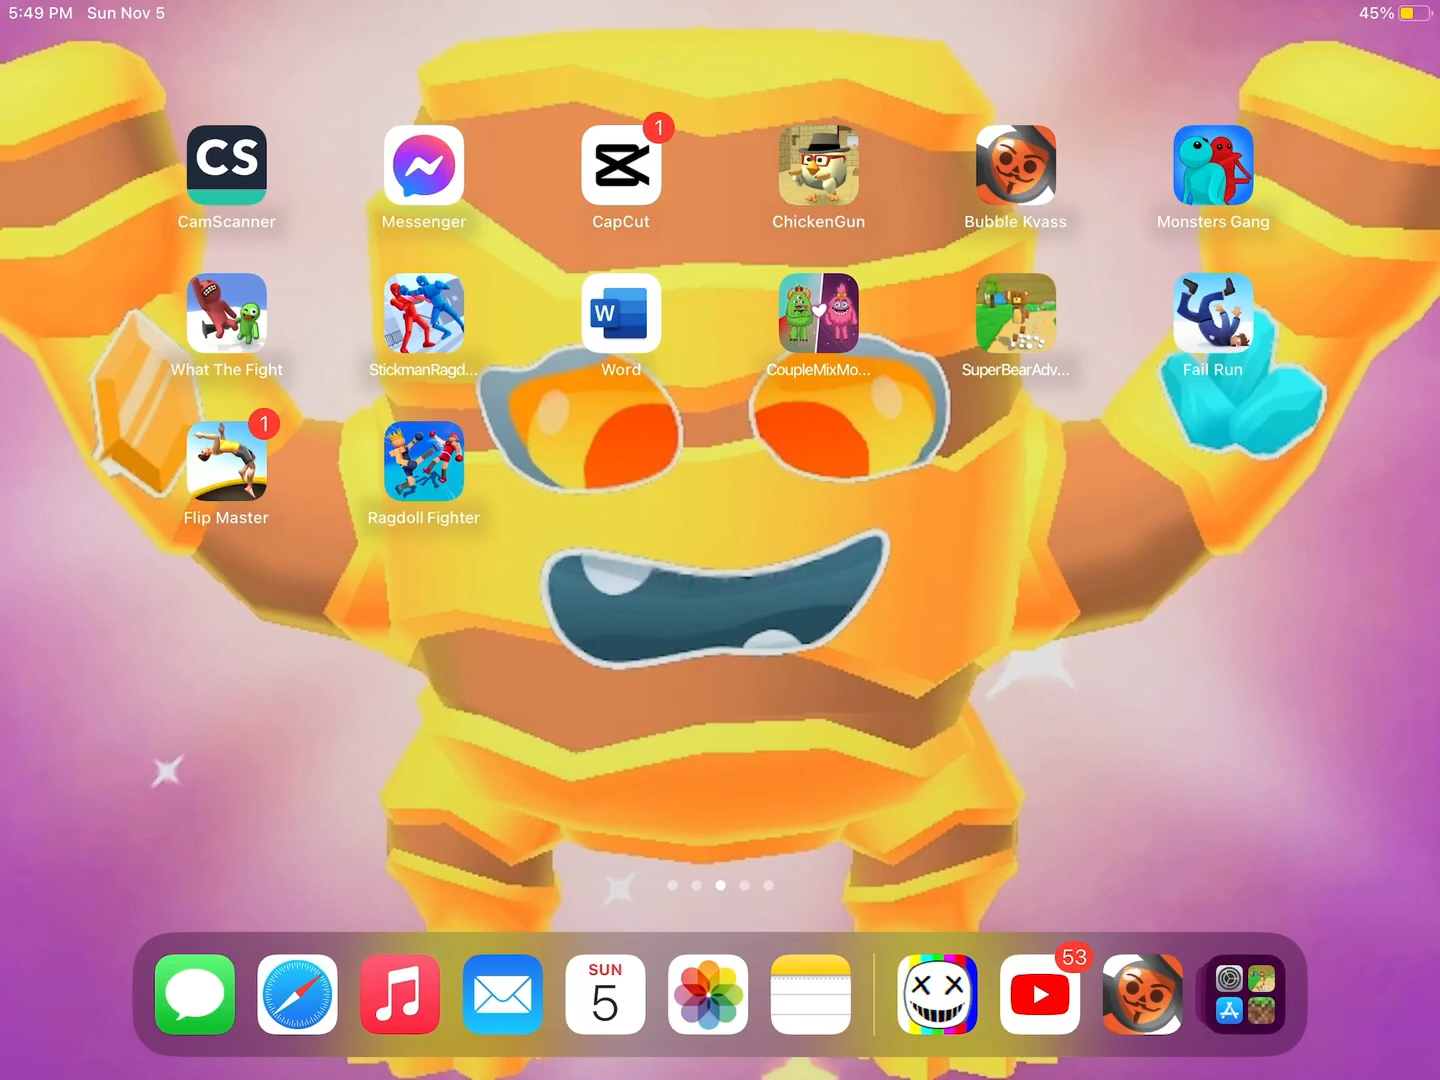 5:49 PM Sun Nov 5
45%
CS
1
CamScanner
Messenger
CapCut
ChickenGun
Bubble Kvass
Monsters Gang
W
What The Fight
StickmanRagd...
Word
CoupleMixMo...
SuperBearAdv...
Fail Run
1
Flip Master
Ragdoll Fighter
SUN
5
53